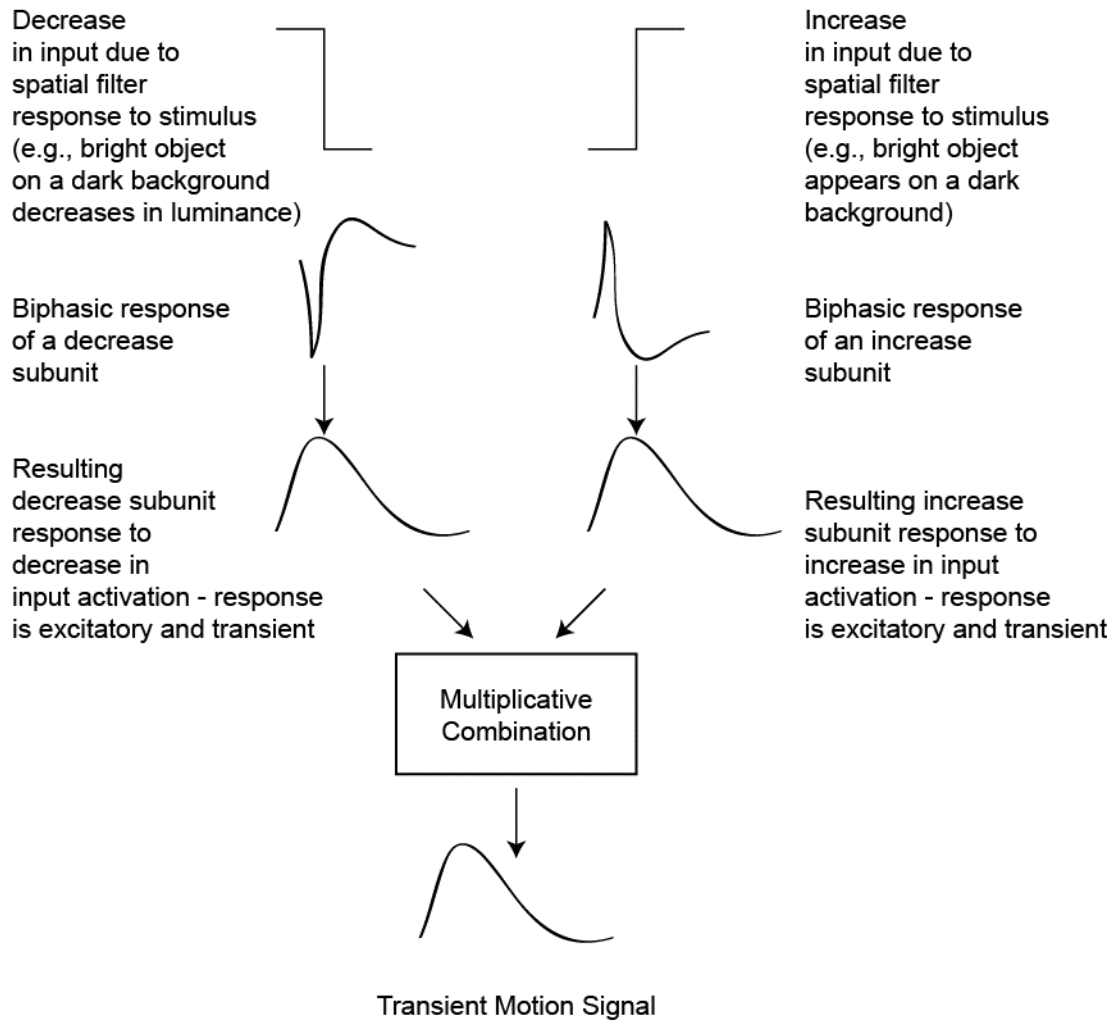 Decrease
in input due to
spatial filter
response to stimulus
(e.g., bright object
on a dark background
decreases in luminance)
Increase
in input due to
spatial filter
response to stimulus
(e.g., bright object
appears on a dark
background)
Biphasic response
of a decrease
subunit
Biphasic response
of an increase
subunit
Resulting
decrease subunit
response to
decrease in
input activation - response
is excitatory and transient
Resulting increase
subunit response to
increase in input
activation - response
is excitatory and transient
Multiplicative
Combination
Transient Motion Signal